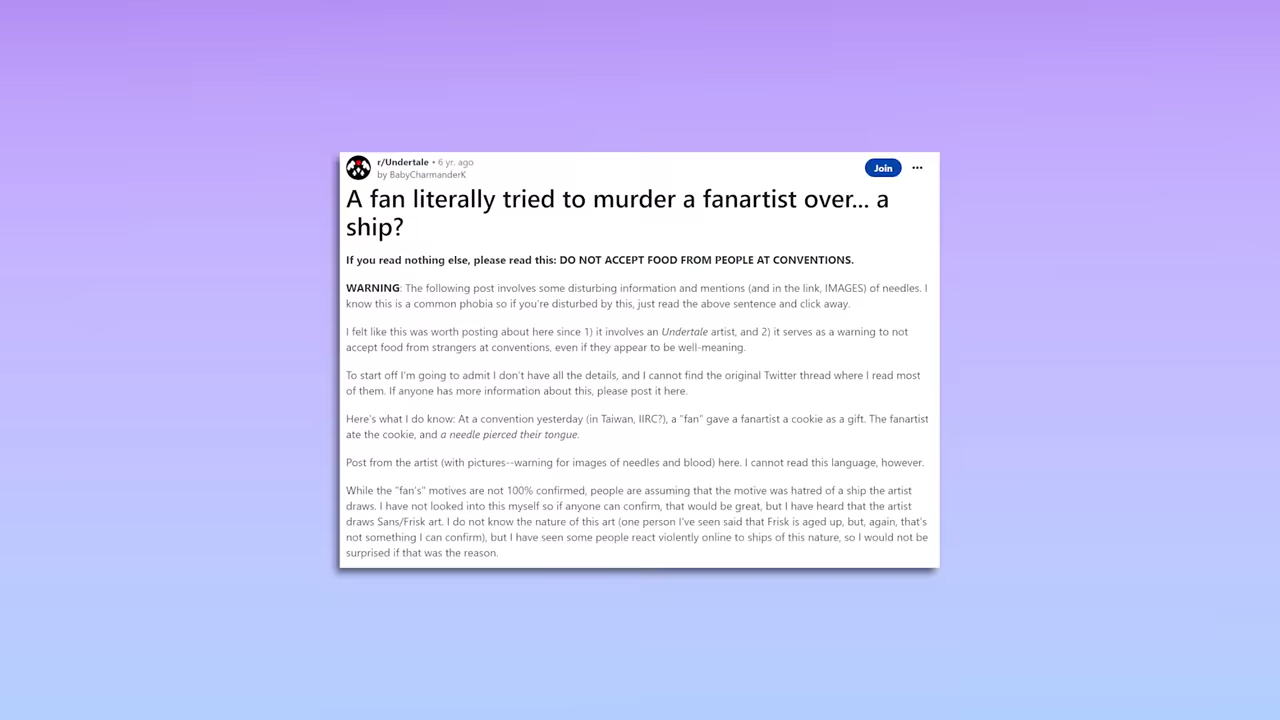 r/Undertale • 6 yr. ago
by BabyCharmanderK
Join
A fan literally tried to murder a fanartist over... a
ship?
If you read nothing else, please read this: DO NOT ACCEPT FOOD FROM PEOPLE AT CONVENTIONS.
WARNING: The following post involves some disturbing information and mentions (and in the link, IMAGES) of needles. I
know this is a common phobia so if you're disturbed by this, just read the above sentence and click away.
I felt like this was worth posting about here since 1) it involves an Undertale artist, and 2) it serves as a warning to not
accept food from strangers at conventions, even if they appear to be well-meaning.
To start off I'm going to admit I don't have all the details, and I cannot find the original Twitter thread where I read most
of them. If anyone has more information about this, please post it here.
Here's what I do know: At a convention yesterday (in Taiwan, IIRC?), a "fan" gave a fanartist a cookie as a gift. The fanartist
ate the cookie, and a needle pierced their tongue.
Post from the artist (with pictures--warning for images of needles and blood) here. I cannot read this language, however.
While the "fan's" motives are not 100% confirmed, people are assuming that the motive was hatred of a ship the artist
draws. I have not looked into this myself so if anyone can confirm, that would be great, but I have heard that the artist
draws Sans/Frisk art. I do not know the nature of this art (one person I've seen said that Frisk is aged up, but, again, that's
not something I can confirm), but I have seen some people react violently online to ships of this nature, so I would not be
surprised if that was the reason.